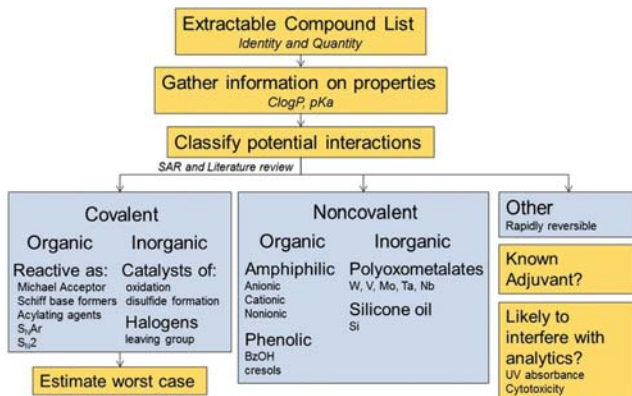 Extractable Compound List
Identity and Quantity
Gather information on properties
ClogP, pKa
Classify potential interactions
SAR and Literature review
Covalent
Organic
Reactive as:
Michael Acceptor
Schiff base formers
Acylating agents
SNAr
SN2
Inorganic
Catalysts of:
oxidation
disulfide formation
Halogens
leaving group
Estimate worst case
Noncovalent
Organic
Amphiphilic
Anionic
Cationic
Nonionic
Phenolic
BzOH
cresols
Inorganic
Polyoxometalates
W, V, Mo, Ta, Nb
Silicone oil
Si
Other
Rapidly reversible
Known
Adjuvant?
Likely to
interfere with
analytics?
UV absorbance
Cytotoxicity